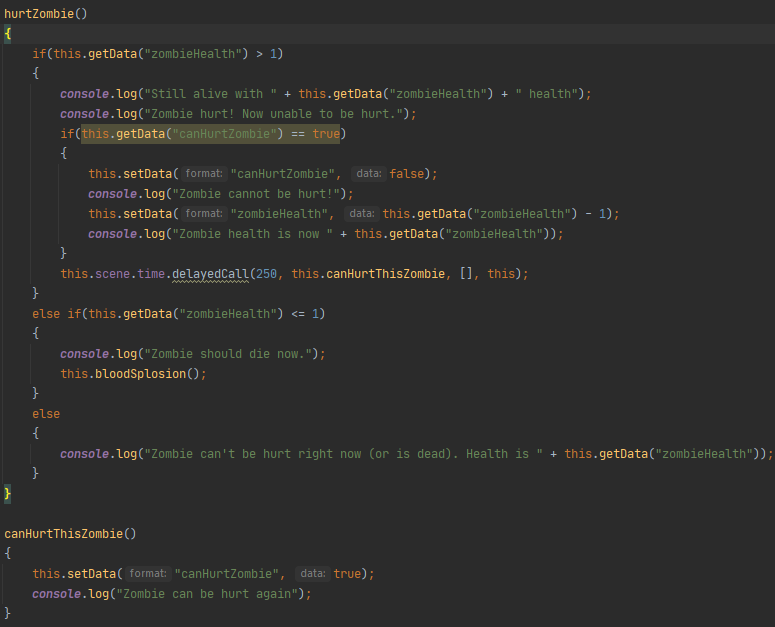 hurtZombie()
{
if(this.getData("zombieHealth") > 1)
{
console.log("Still alive with " + this.getData("zombieHealth") + " health");
console.log("Zombie hurt! Now unable to be hurt.");
if(this.getData("canHurtZombie") == true)
{
this.setData( format: "canHurtZombie", data: false);
console.log("Zombie cannot be hurt!");
this.setData( format: "zombieHealth", data: this.getData("zombieHealth") - 1);
console.log("Zombie health is now " + this.getData("zombieHealth"));
}
this.scene.time.delayedCall(250, this.canHurtThisZombie, [], this);
}
else if(this.getData("zombieHealth") <= 1)
{
console.log("Zombie should die now.");
this.bloodSplosion();
}
else
{
console.log("Zombie can't be hurt right now (or is dead). Health is " + this.getData("zombieHealth"));
}
}
canHurtThisZombie()
{
this.setData( format: "canHurtZombie", data: true);
console.log("Zombie can be hurt again");
}